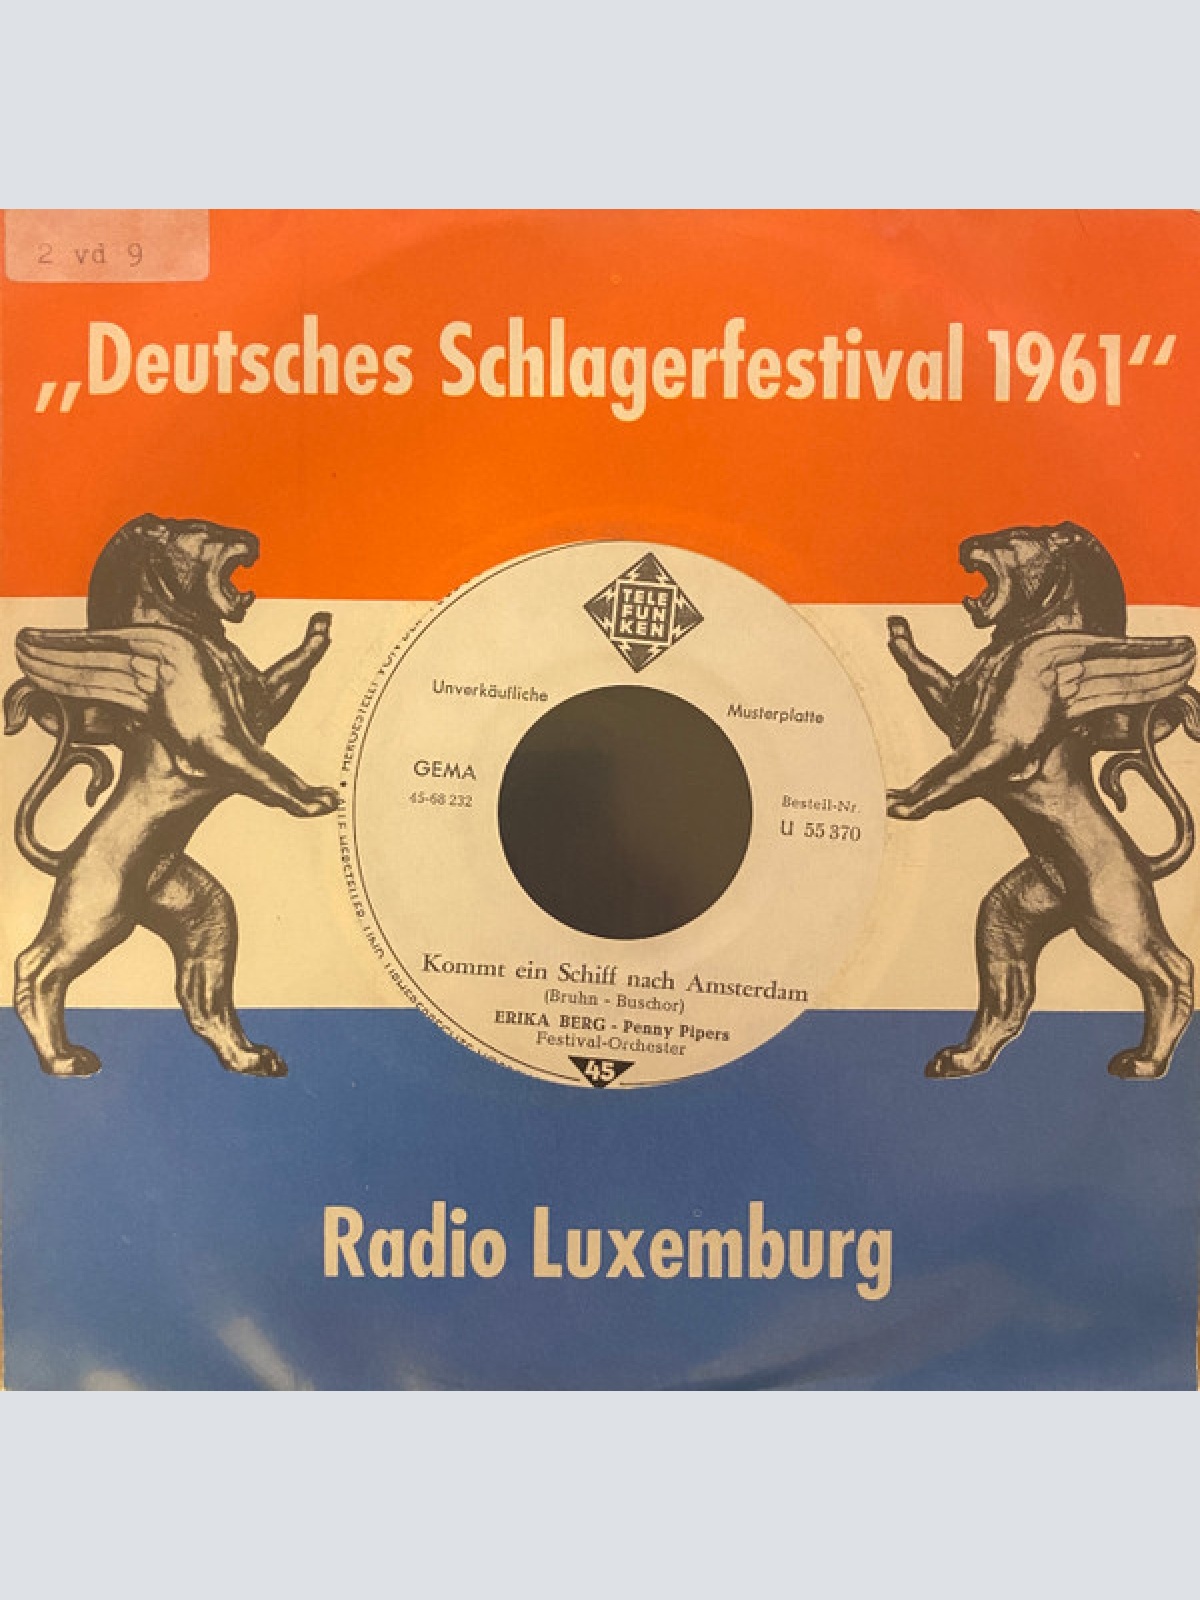 2 vd 9
„Deutsches Schlagerfestival 1961“
TELE
FUN
KEN
Unverkäufliche
Musterplatte
GEMA
45-68 232
Bestell-Nr.
U 55 370
Kommt ein Schiff nach Amsterdam
(Bruhn - Buschor)
ERIKA BERG - Penny Pipers
Festival-Orchester
45
Radio Luxemburg